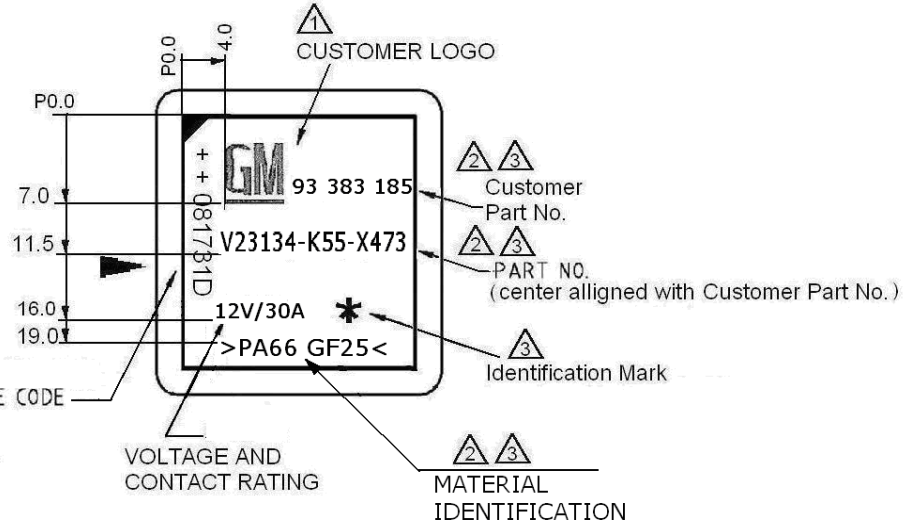 1
CUSTOMER LOGO
P0.0
4.0
P0.0
7.0
11.5
16.0
19.0
GM
93 383 185
++081731D
V23134-K55-X473
12V/30A *
>PA66 GF25<
2 3
Customer
Part No.
2 3
PART NO.
(center alligned with Customer Part No.)
3
Identification Mark
E CODE
VOLTAGE AND
CONTACT RATING
2 3
MATERIAL
IDENTIFICATION